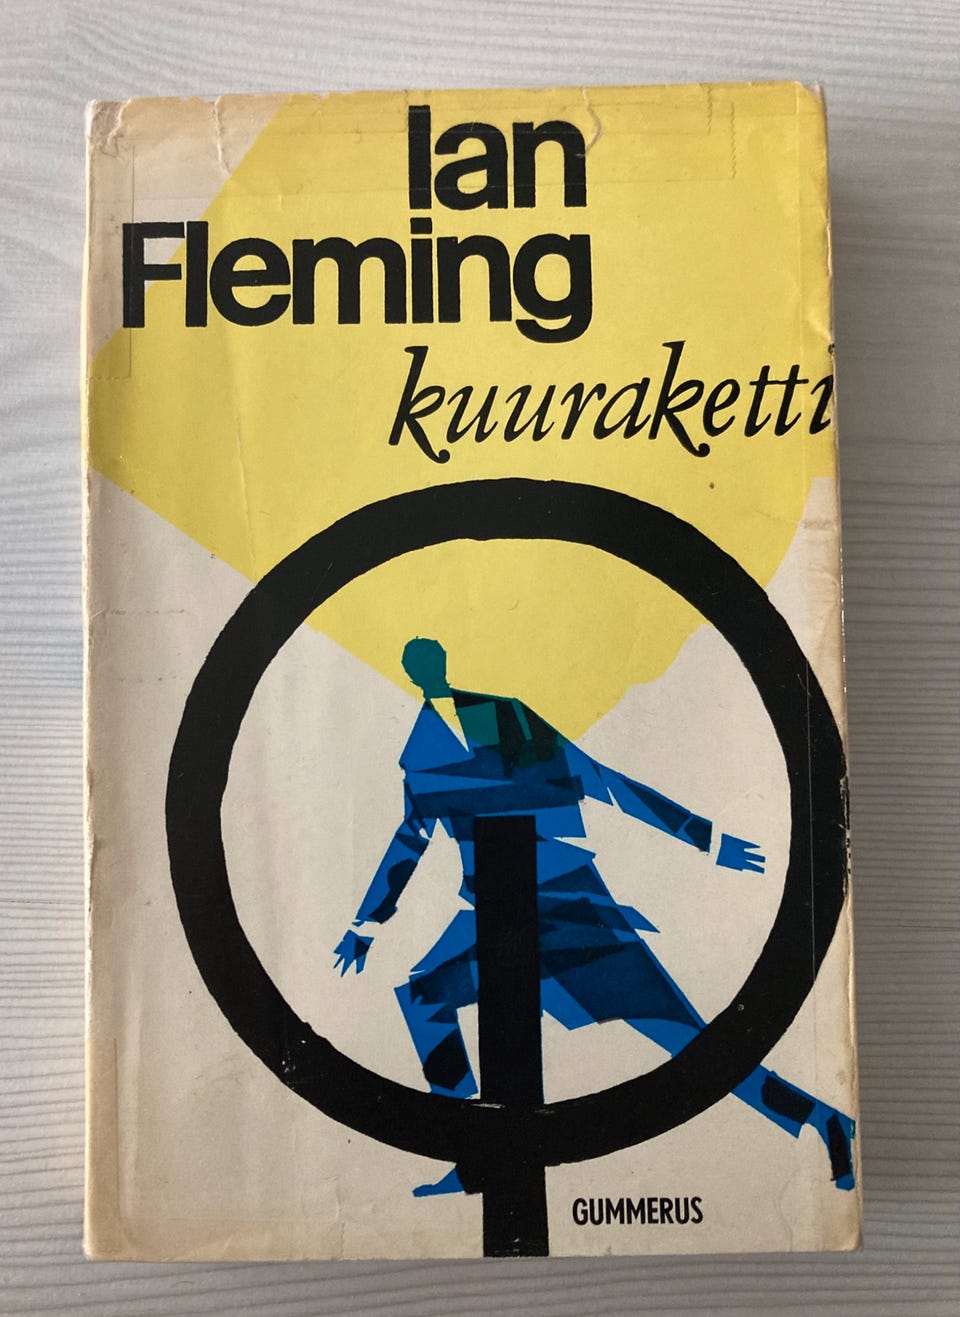 Ian
Fleming
kuuraketti
GUMMERUS